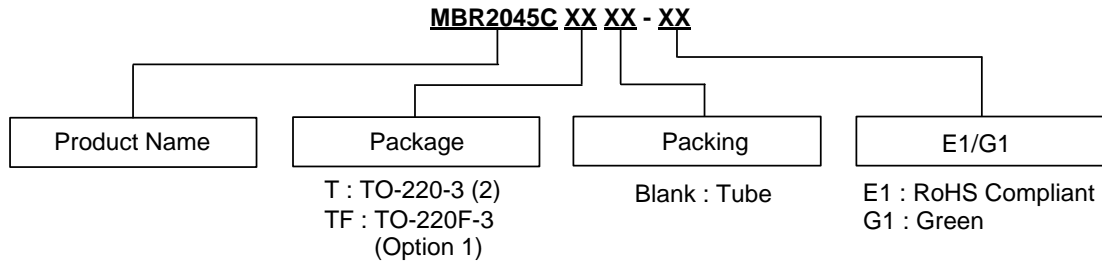 MBR2045C XX XX - XX
Product Name
Package
Packing
E1/G1
T : TO-220-3 (2)
TF : TO-220F-3
(Option 1)
Blank : Tube
E1 : RoHS Compliant
G1 : Green